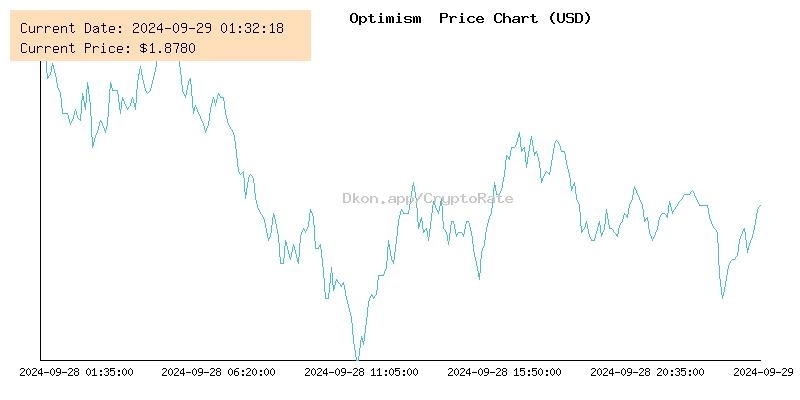 Optimism Price Chart (USD)
Current Date: 2024-09-29 01:32:18
Current Price: $1.8780
Dkon.app/CryptoRate
2024-09-28 01:35:00 2024-09-28 06:20:00 2024-09-28 11:05:00 2024-09-28 15:50:00 2024-09-28 20:35:00 2024-09-29